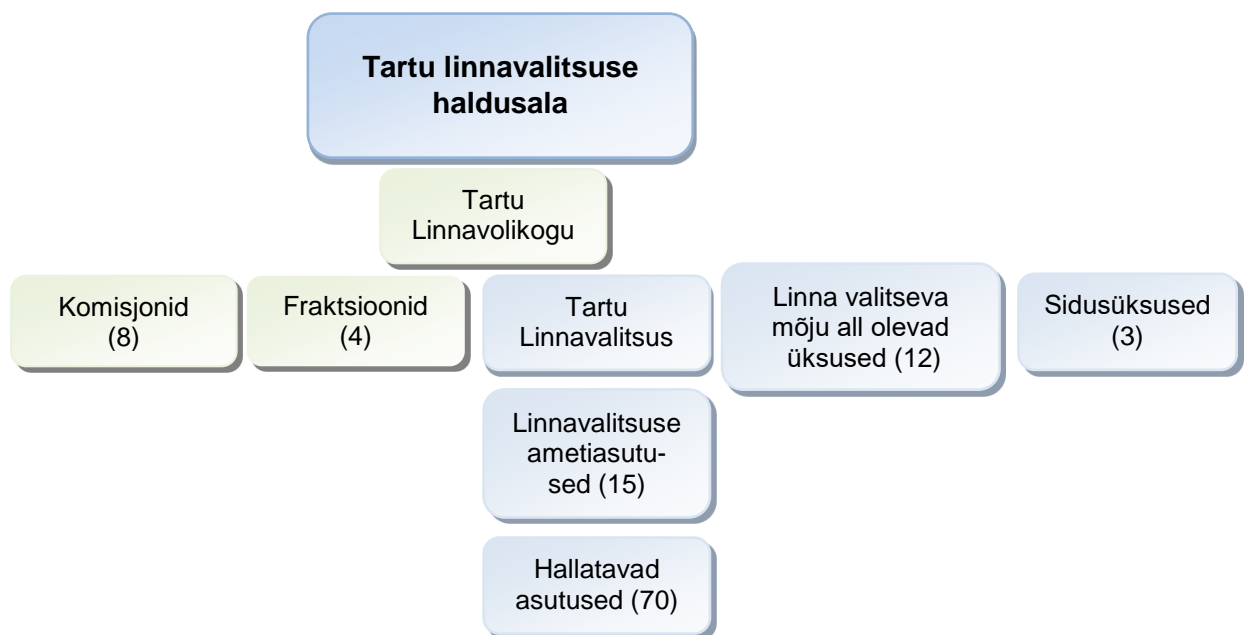 Tartu linnavalitsuse
haldusala
Tartu
Linnavolikogu
Komisjonid
(8)
Fraktsioonid
(4)
Tartu
Linnavalitsus
Linna valitseva
mõju all olevad
üksused (12)
Sidusüksused
(3)
Linnavalitsuse
ametiasutu-
sed (15)
Hallatavad
asutused (70)